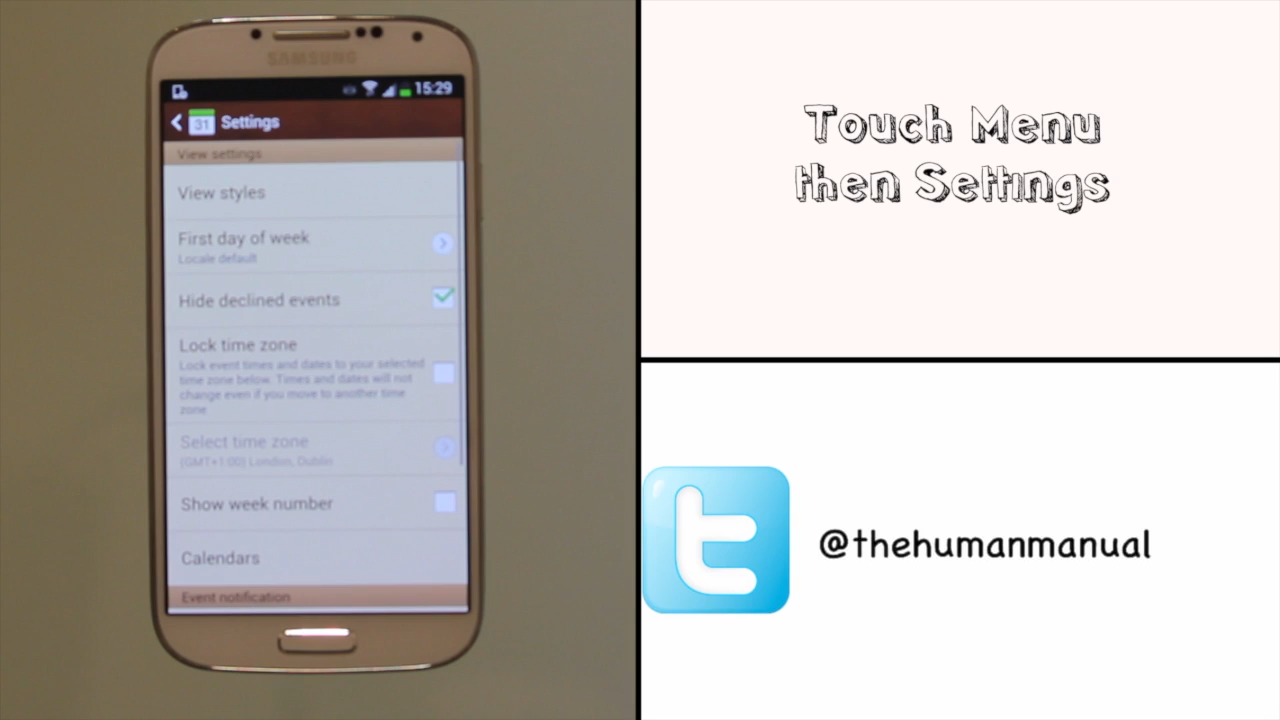 SAMSUNG
15:29
31 Settings
View settings
View styles
First day of week
Locale default
Hide declined events
Lock time zone
Lock event times and dates to your selected
time zone below. Times and dates will not
change even if you move to another time
zone
Select time zone
(GMT+1:00) London, Dublin
Show week number
Calendars
Event notification
Touch Menu
then Settings
t
@thehumanmanual